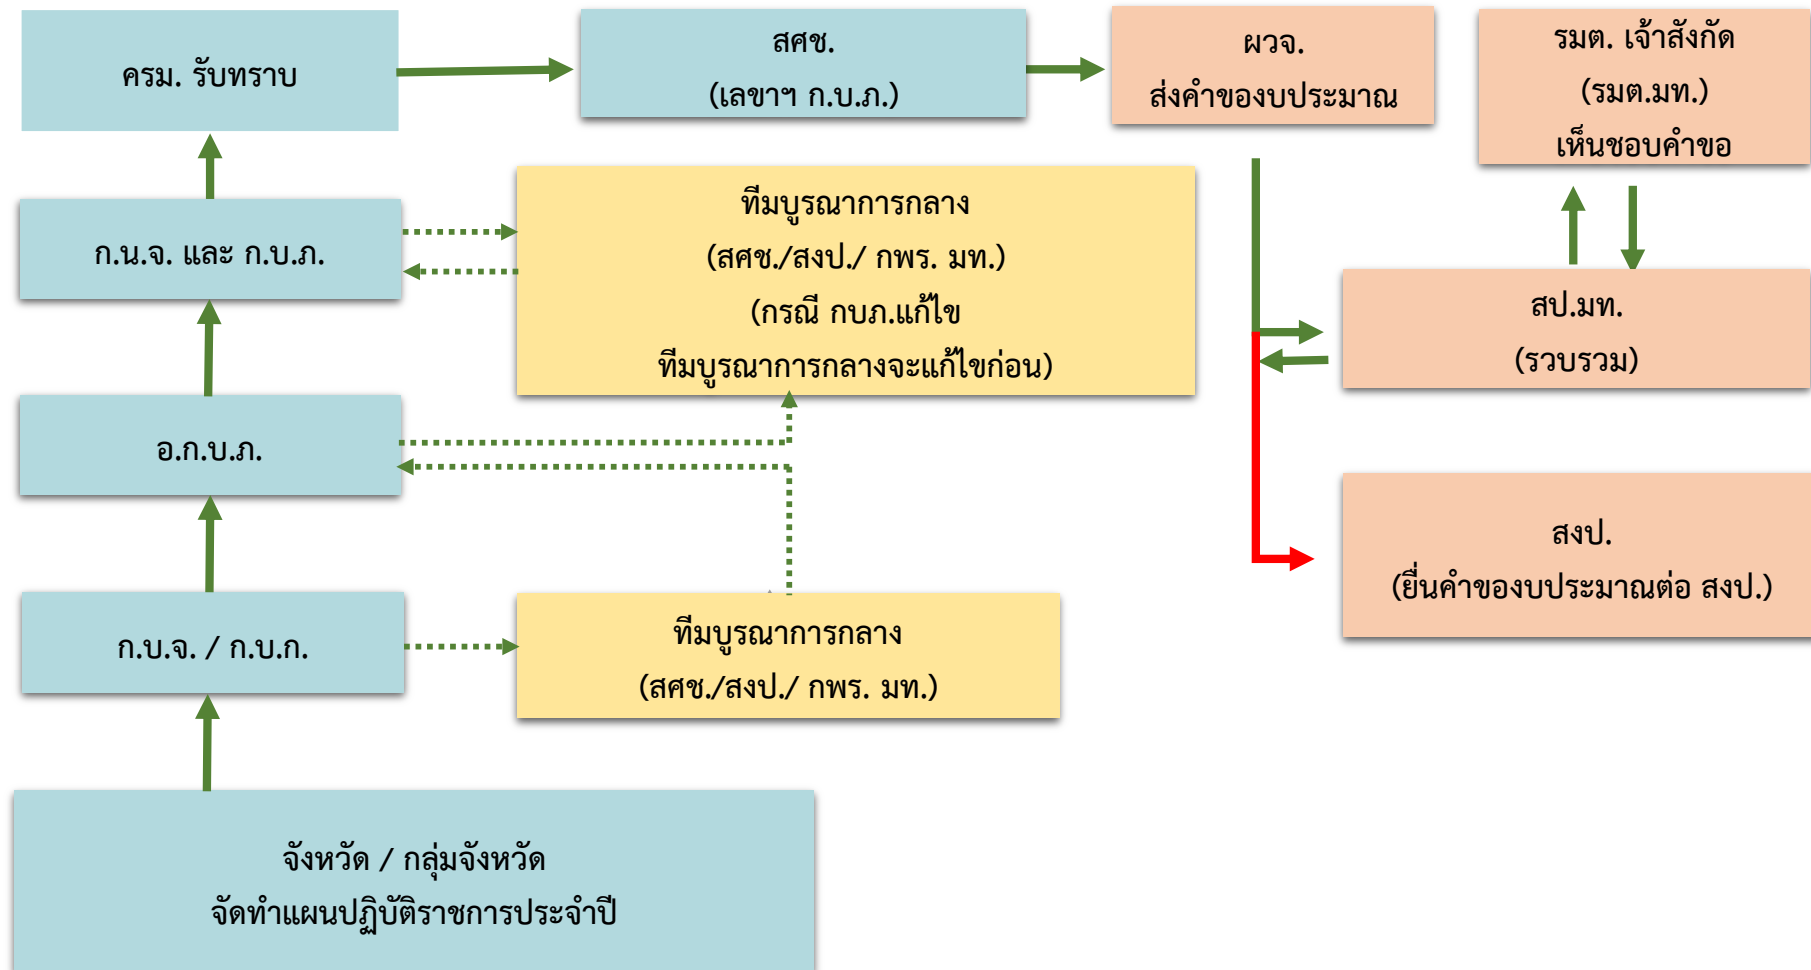 ครม. รับทราบ
สศช.
(เลขาฯ ก.บ.ภ.)
ผวจ.
ส่งคำของบประมาณ
รมต. เจ้าสังกัด
(รมต.มท.)
เห็นชอบคำขอ
ก.น.จ. และ ก.บ.ภ.
ทีมบูรณาการกลาง
(สศช./สงป./ กพร. มท.)
(กรณี กบภ.แก้ไข
ทีมบูรณาการกลางจะแก้ไขก่อน)
สป.มท.
(รวบรวม)
อ.ก.บ.ภ.
สงป.
(ยื่นคำของบประมาณต่อ สงป.)
ก.บ.จ. / ก.บ.ก.
ทีมบูรณาการกลาง
(สศช./สงป./ กพร. มท.)
จังหวัด / กลุ่มจังหวัด
จัดทำแผนปฏิบัติราชการประจำปี